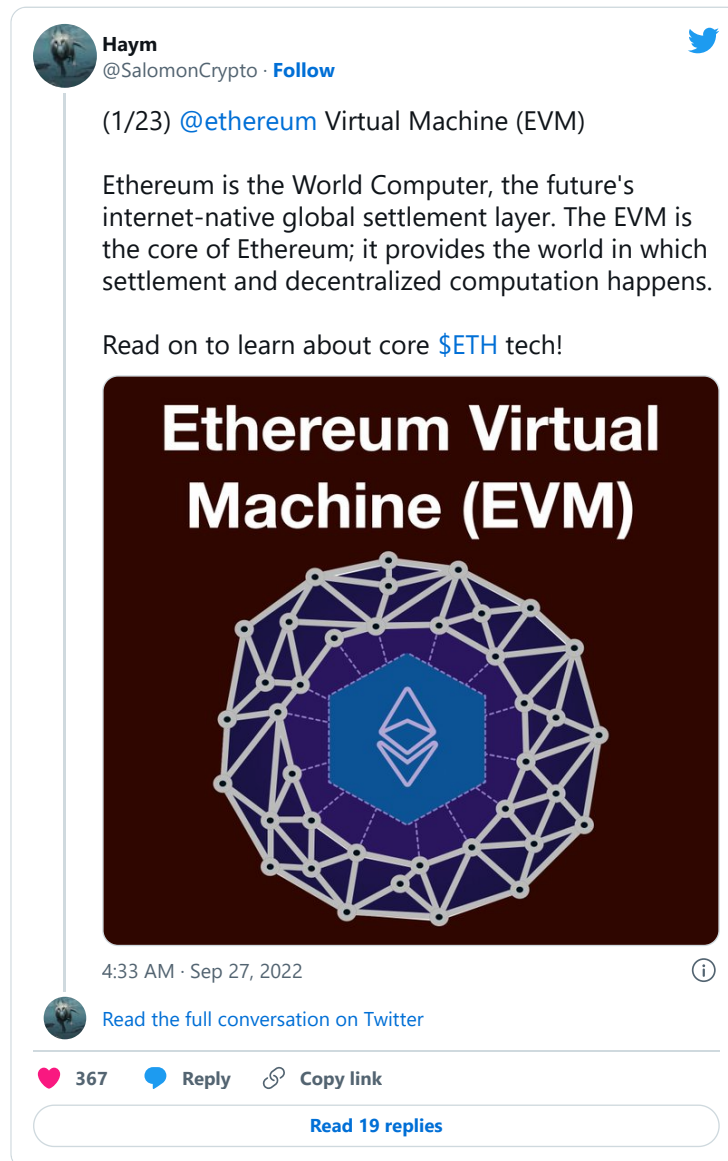 Haym
@SalomonCrypto · Follow
(1/23) @ethereum Virtual Machine (EVM)
Ethereum is the World Computer, the future's
internet-native global settlement layer. The EVM is
the core of Ethereum; it provides the world in which
settlement and decentralized computation happens.
Read on to learn about core $ETH tech!
Ethereum Virtual
Machine (EVM)
4:33 AM · Sep 27, 2022
Read the full conversation on Twitter
367 Reply Copy link
Read 19 replies